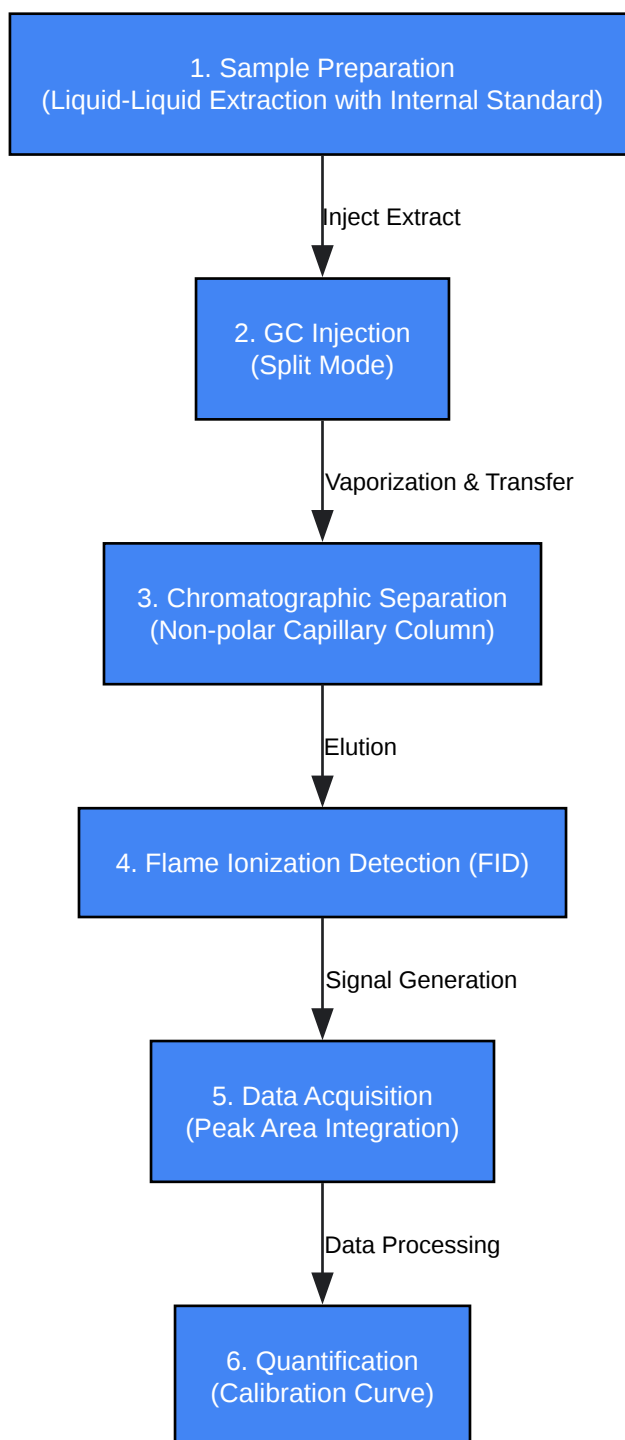 1. Sample Preparation
(Liquid-Liquid Extraction with Internal Standard)
Inject Extract
2. GC Injection
(Split Mode)
Vaporization & Transfer
3. Chromatographic Separation
(Non-polar Capillary Column)
Elution
4. Flame Ionization Detection (FID)
Signal Generation
5. Data Acquisition
(Peak Area Integration)
Data Processing
6. Quantification
(Calibration Curve)